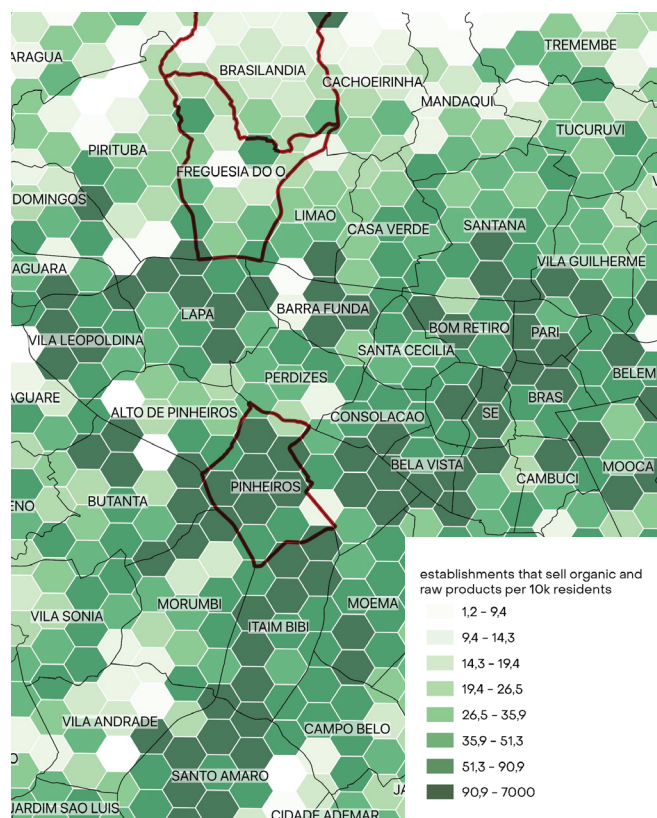 TREMEMBE
ARAGUA
BRASILANDIA
CACHOEIRINHA
MANDAQUI
TUCURUVI
PIRITUBA
FREGUESIA DO O
DOMINGOS
LIMAO
SANTANA
CASA VERDE
VILA GUILHERME
AGUARA
LAPA
BARRA FUNDA
BOM RETIRO
PARI
VILA LEOPOLDINA
SANTA CECILIA
PERDIZES
BELEM
AGUARE
BRAS
ALTO DE PINHEIROS
CONSOLACAO
SE
BELA VISTA
MOOCA
CAMBUCI
PINHEIROS
ENO
BUTANTA
MORUMBI
MOEMA
VILA SONIA
ITAIM BIBI
VILA ANDRADE
CAMPO BELO
SANTO AMARO
JA
JARDIM SAO LUIS
CIDADE ADEMAR
establishments that sell organic and
raw products per 10k residents
1,2 – 9,4
9,4 – 14,3
14,3 – 19,4
19,4 – 26,5
26,5 – 35,9
35,9 – 51,3
51,3 – 90,9
90,9 – 7000